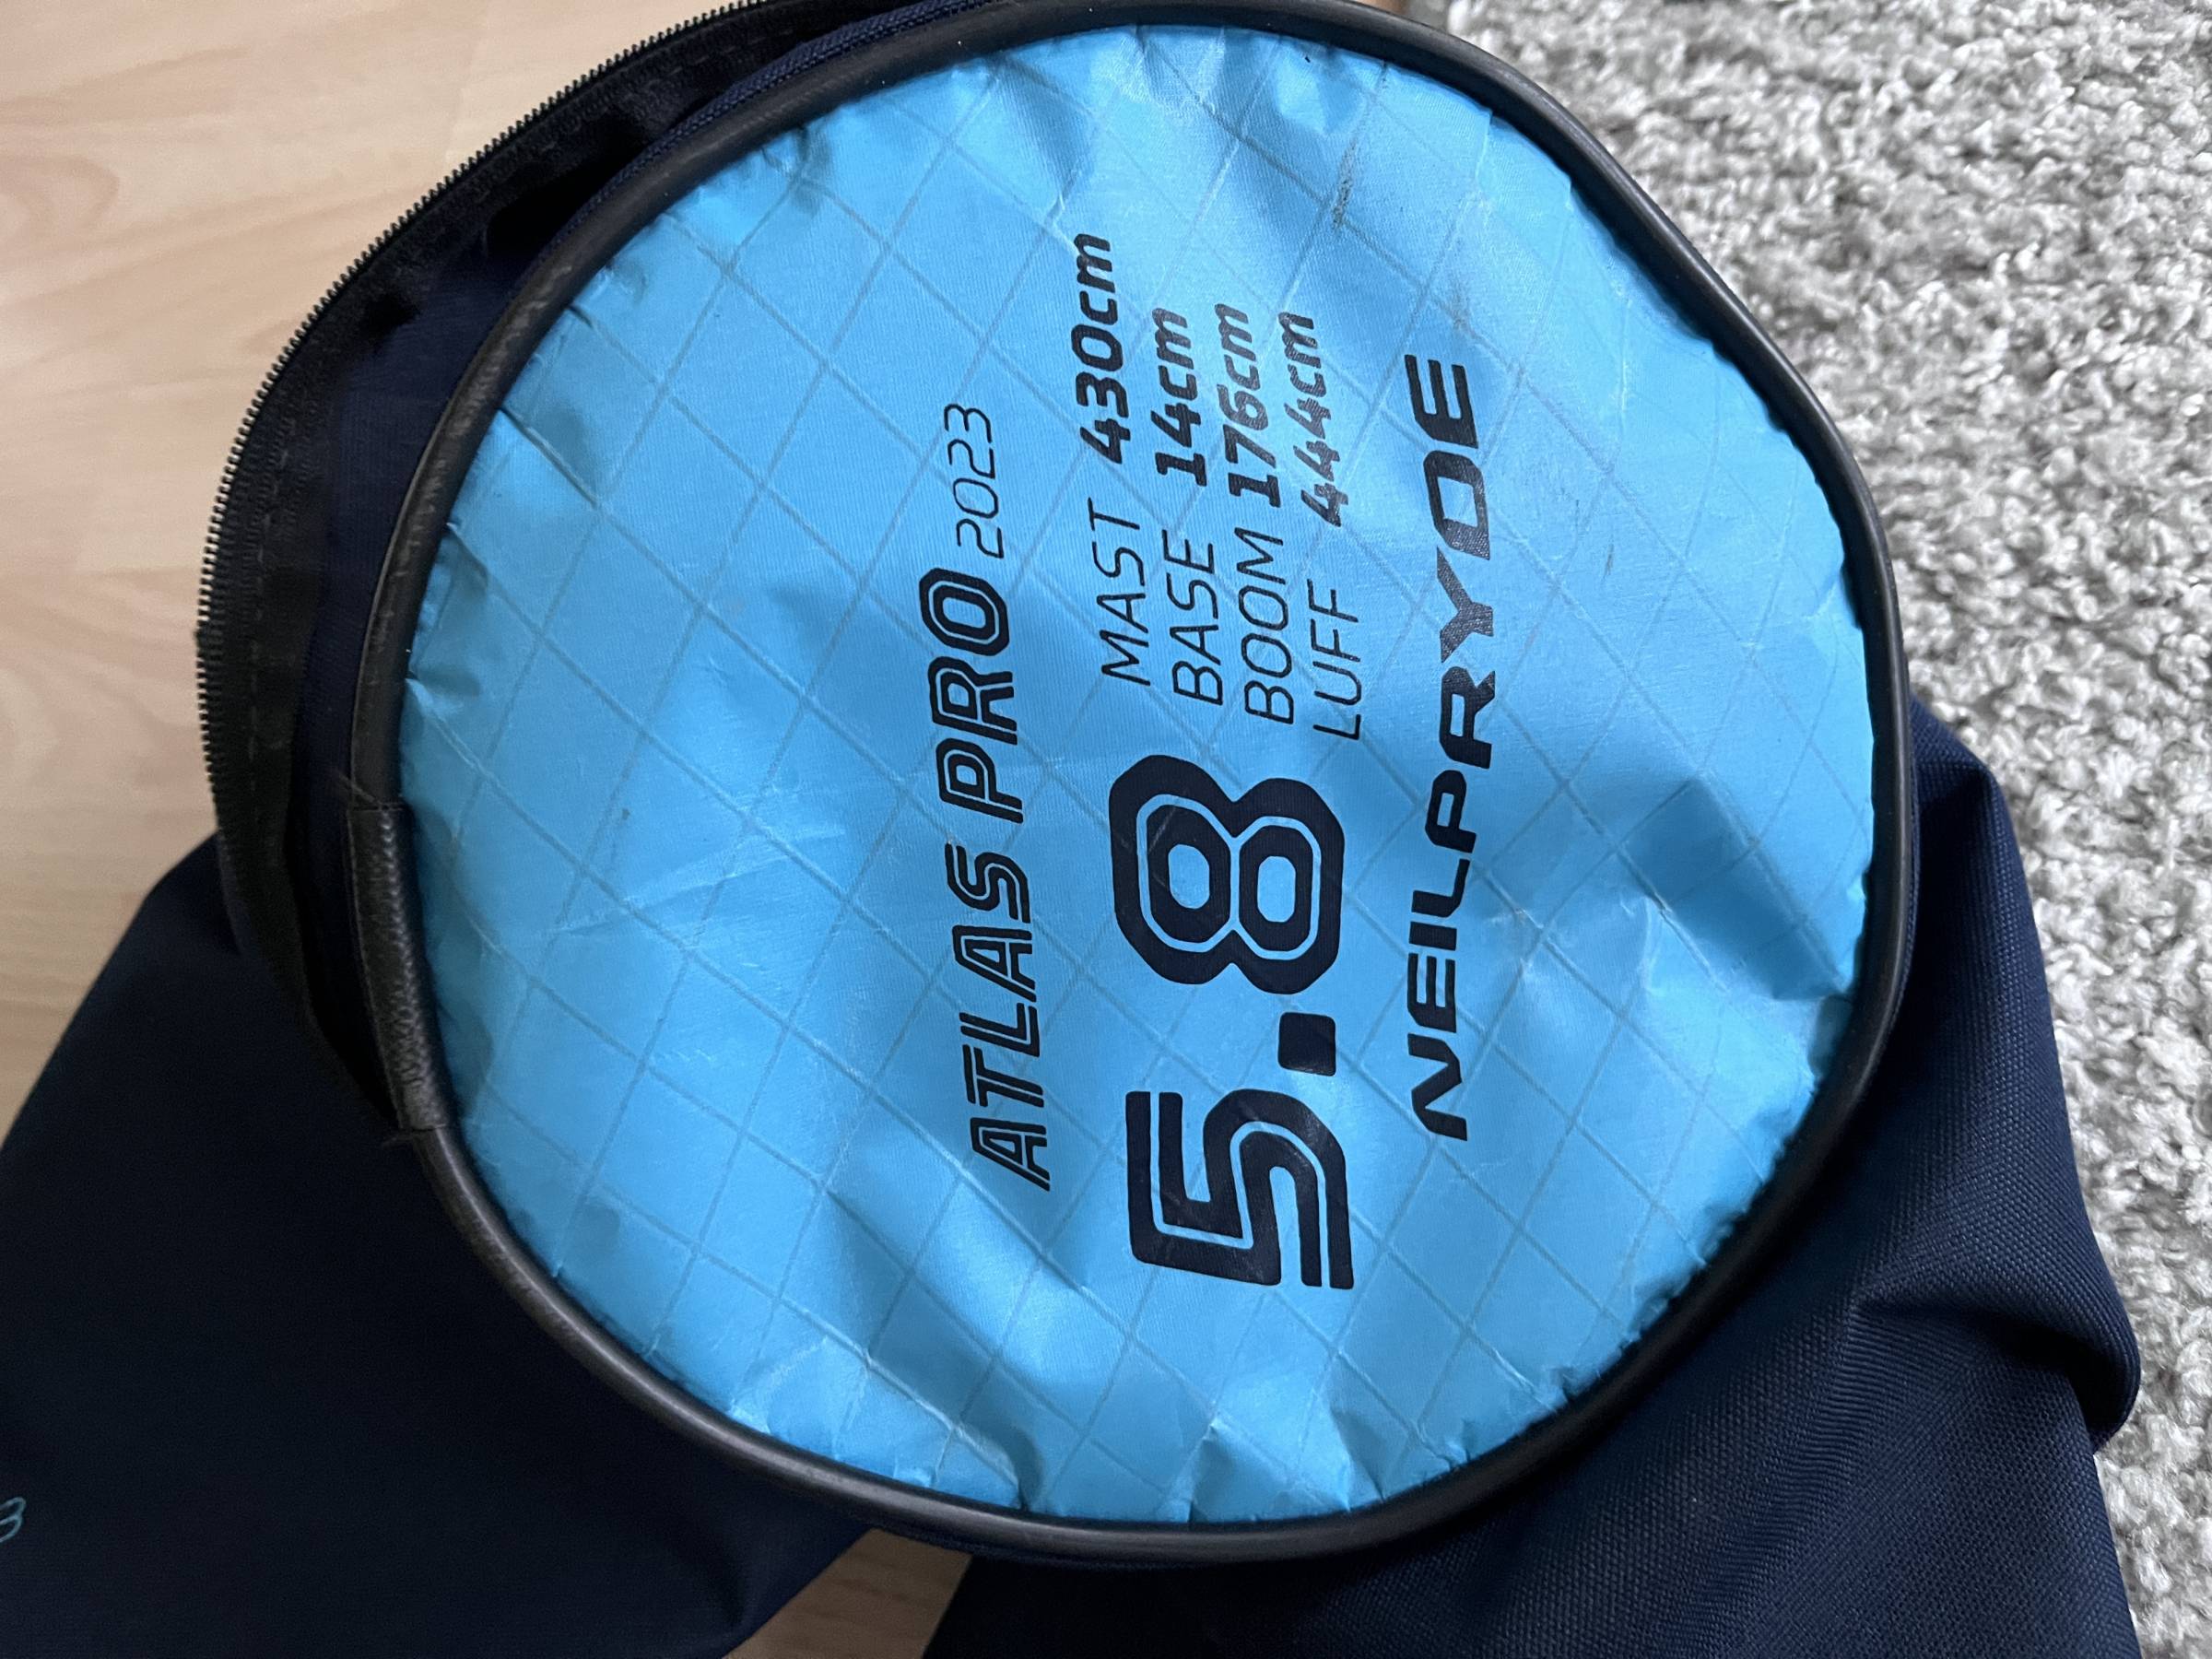 ATLAS PRO 2023
5.8
MAST 430cm
BASE 14cm
BOOM 176cm
LUFF 444cm
NEILPRYDE